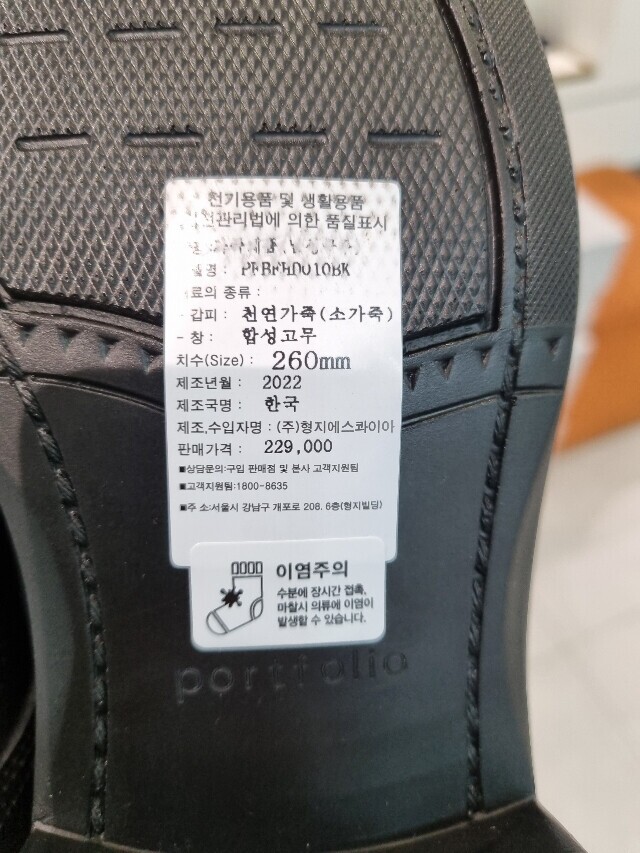 전기용품 및 생활용품
안전관리법에 의한 품질표시
PFBFHD010BK
료의 종류 :
- 갑피 : 천연가죽(소가죽)
- 창 : 합성고무
치수(Size) : 260mm
제조년월 : 2022
제조국명 : 한국
제조,수입자명 : (주)형지에스콰이아
판매가격 : 229,000
■상담문의:구입 판매점 및 본사 고객지원팀
■고객지원팀:1800-8635
■주 소:서울시 강남구 개포로 208. 6층(형지빌딩)
이염주의
수분에 장시간 접촉,
마찰시 의류에 이염이
발생할 수 있습니다.
portfolio